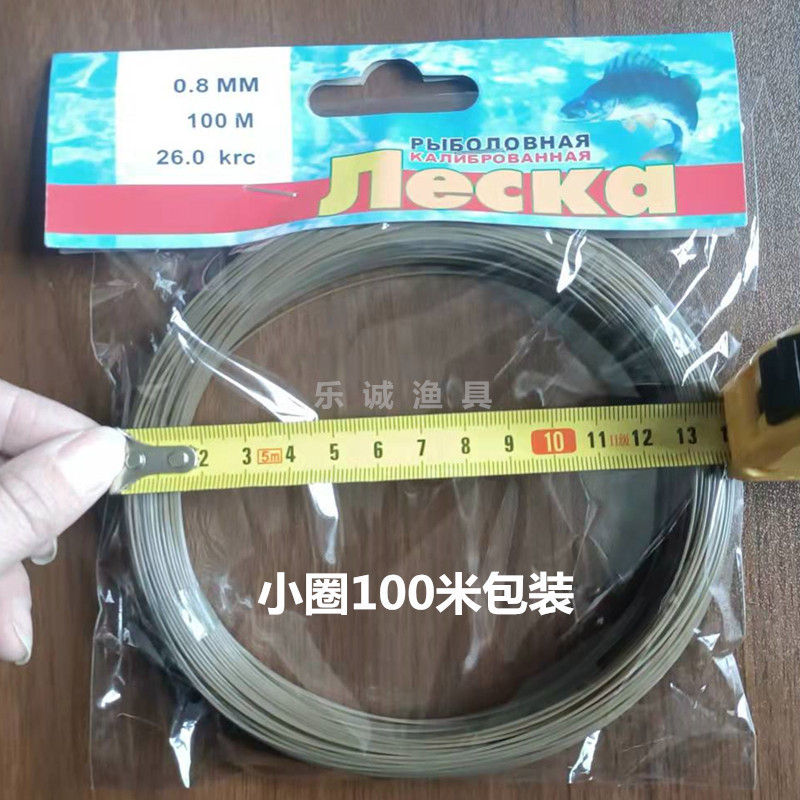 0.8 MM
100 M
26.0 krc
РЫБОЛОВНАЯ
КАЛИБРОВАННАЯ
Леска
乐诚渔具
2 3 5m 4 5 6 7 8 9 10 11 12 13
小圈100米包装